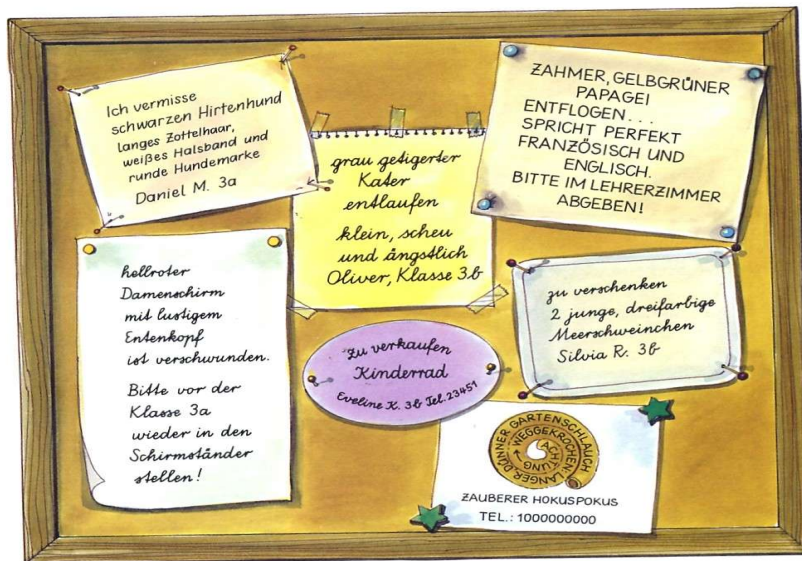 Ich vermisse
schwarzen Hirtenhund
langes Zottelhaar,
weißes Halsband und
runde Hundemarke
Daniel M. 3a
grau getigerter
Kater
entlaufen
klein, scheu
und ängstlich
Oliver, Klasse 3b
ZAHMER, GELBGRÜNER
PAPAGEI
ENTFLOGEN...
SPRICHT PERFEKT
FRANZÖSISCH UND
ENGLISCH.
BITTE IM LEHRERZIMMER
ABGEBEN!
hellroter
Damenschirm
mit lustigem
Entenkopf
ist verschwunden.
Bitte vor der
Klasse 3a
wieder in den
Schirmständer
stellen!
Zu verkaufen
Kinderrad
Eveline K. 3b Tel. 23451
zu verschenken
2 junge, dreifarbige
Meerschweinchen
Silvia R. 3b
ACHTUNG
WEGGEKROCHEN: LANGER DÜNNER GARTENSCHLAUCH
ZAUBERER HOKUSPOKUS
TEL.: 1000000000